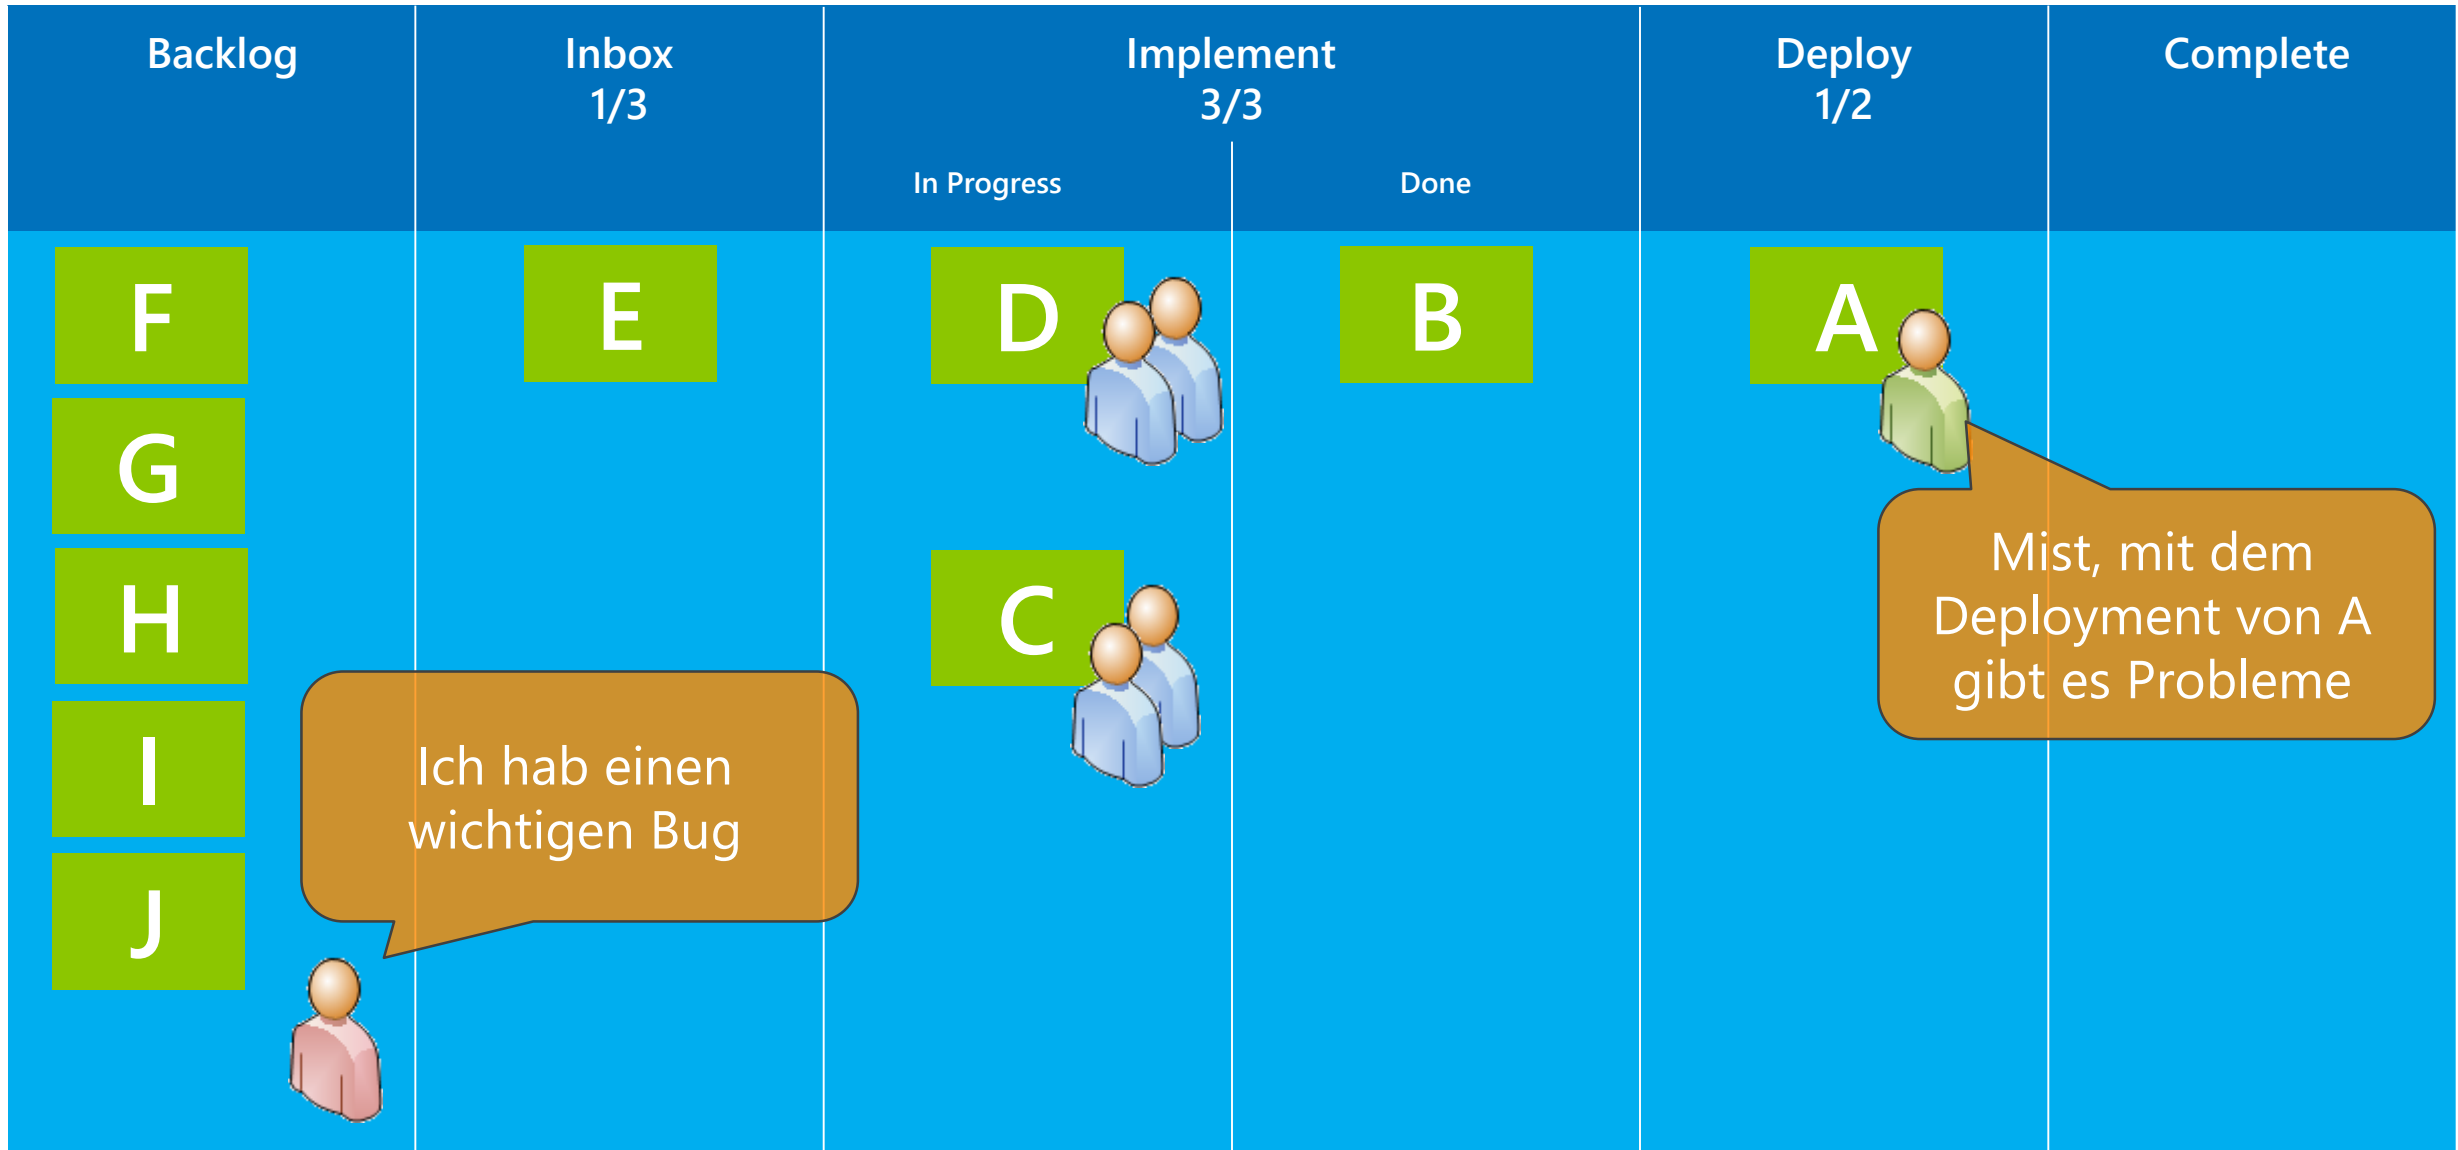 Backlog
Inbox
1/3
Implement
3/3
Deploy
1/2
Complete
In Progress
Done
F
E
D
B
A
G
H
C
I
J
Mist, mit dem
Deployment von A
gibt es Probleme
Ich hab einen
wichtigen Bug